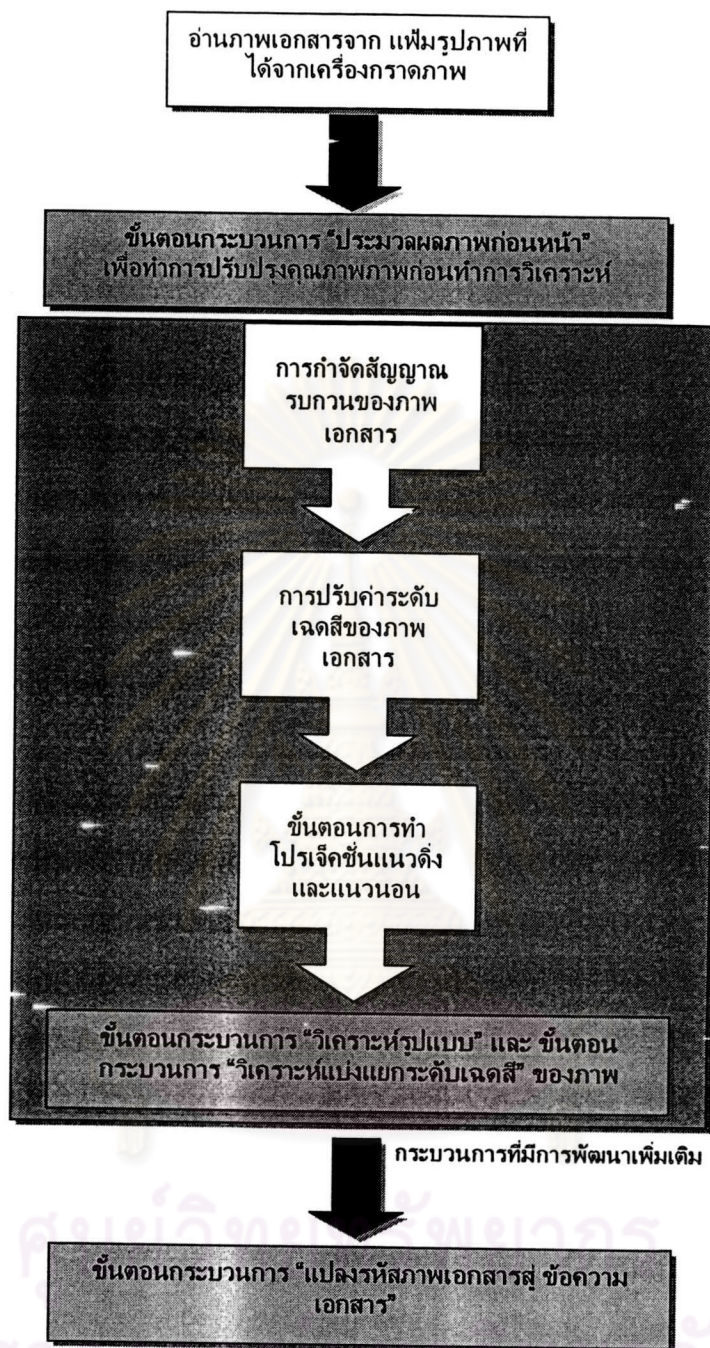 อ่านภาพเอกสารจาก แฟ้มรูปภาพที่
ได้จากเครื่องกราดภาพ
ขั้นตอนกระบวนการ "ประมวลผลภาพก่อนหน้า"
เพื่อทำการปรับปรุงคุณภาพภาพก่อนทำการวิเคราะห์
การกำจัดสัญญาณ
รบกวนของภาพ
เอกสาร
การปรับค่าระดับ
เฉดสีของภาพ
เอกสาร
ขั้นตอนการทำ
โปรเจ็คชั่นแนวดิ่ง
และแนวนอน
ขั้นตอนกระบวนการ "วิเคราะห์รูปแบบ" และ ขั้นตอน
กระบวนการ "วิเคราะห์แบ่งแยกระดับเฉดสี" ของภาพ
กระบวนการที่มีการพัฒนาเพิ่มเติม
ศูนย์วิทยทรัพยากร
ขั้นตอนกระบวนการ "แปลงรหัสภาพเอกสารสู่ ข้อความ
เอกสาร"